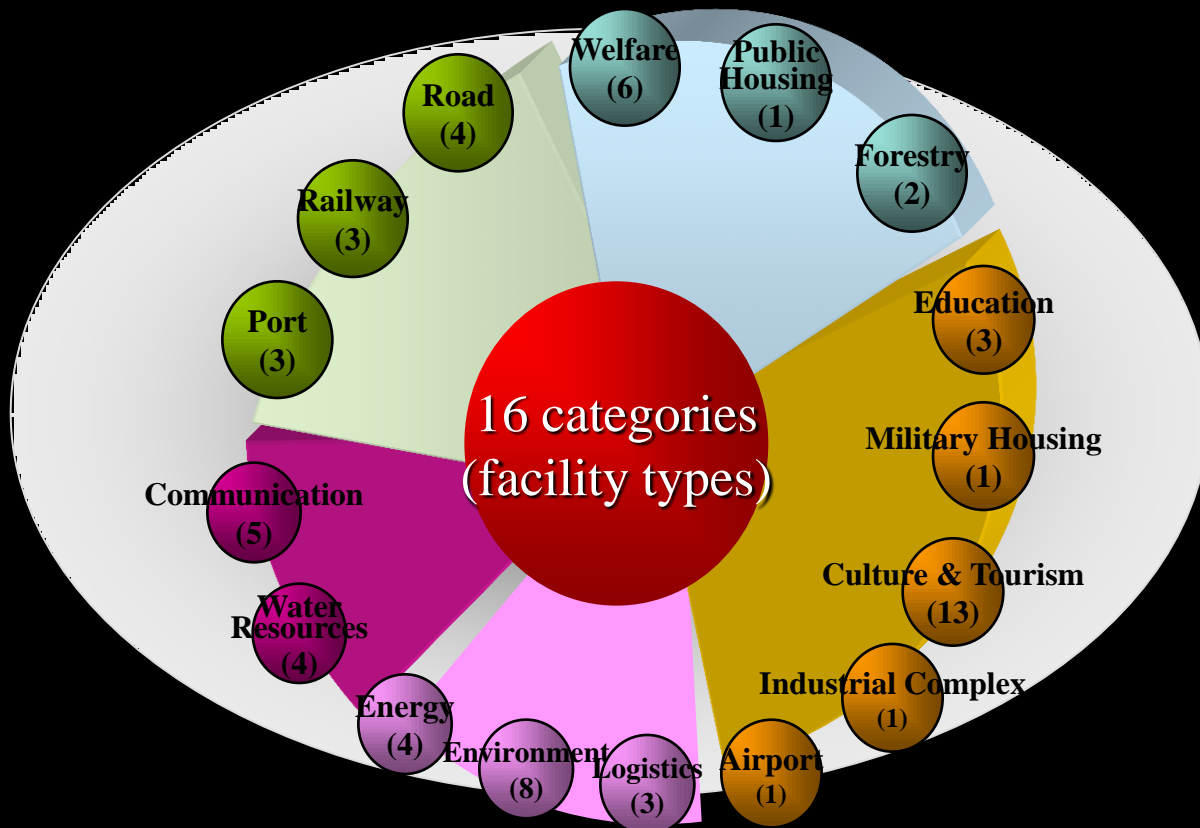 Welfare
(6)
Public
Housing
(1)
Forestry
(2)
Road
(4)
Railway
(3)
Port
(3)
Education
(3)
Military Housing
(1)
Culture & Tourism
(13)
Industrial Complex
(1)
Airport
(1)
Logistics
(3)
Environment
(8)
Energy
(4)
Water
Resources
(4)
Communication
(5)
16 categories
(facility types)